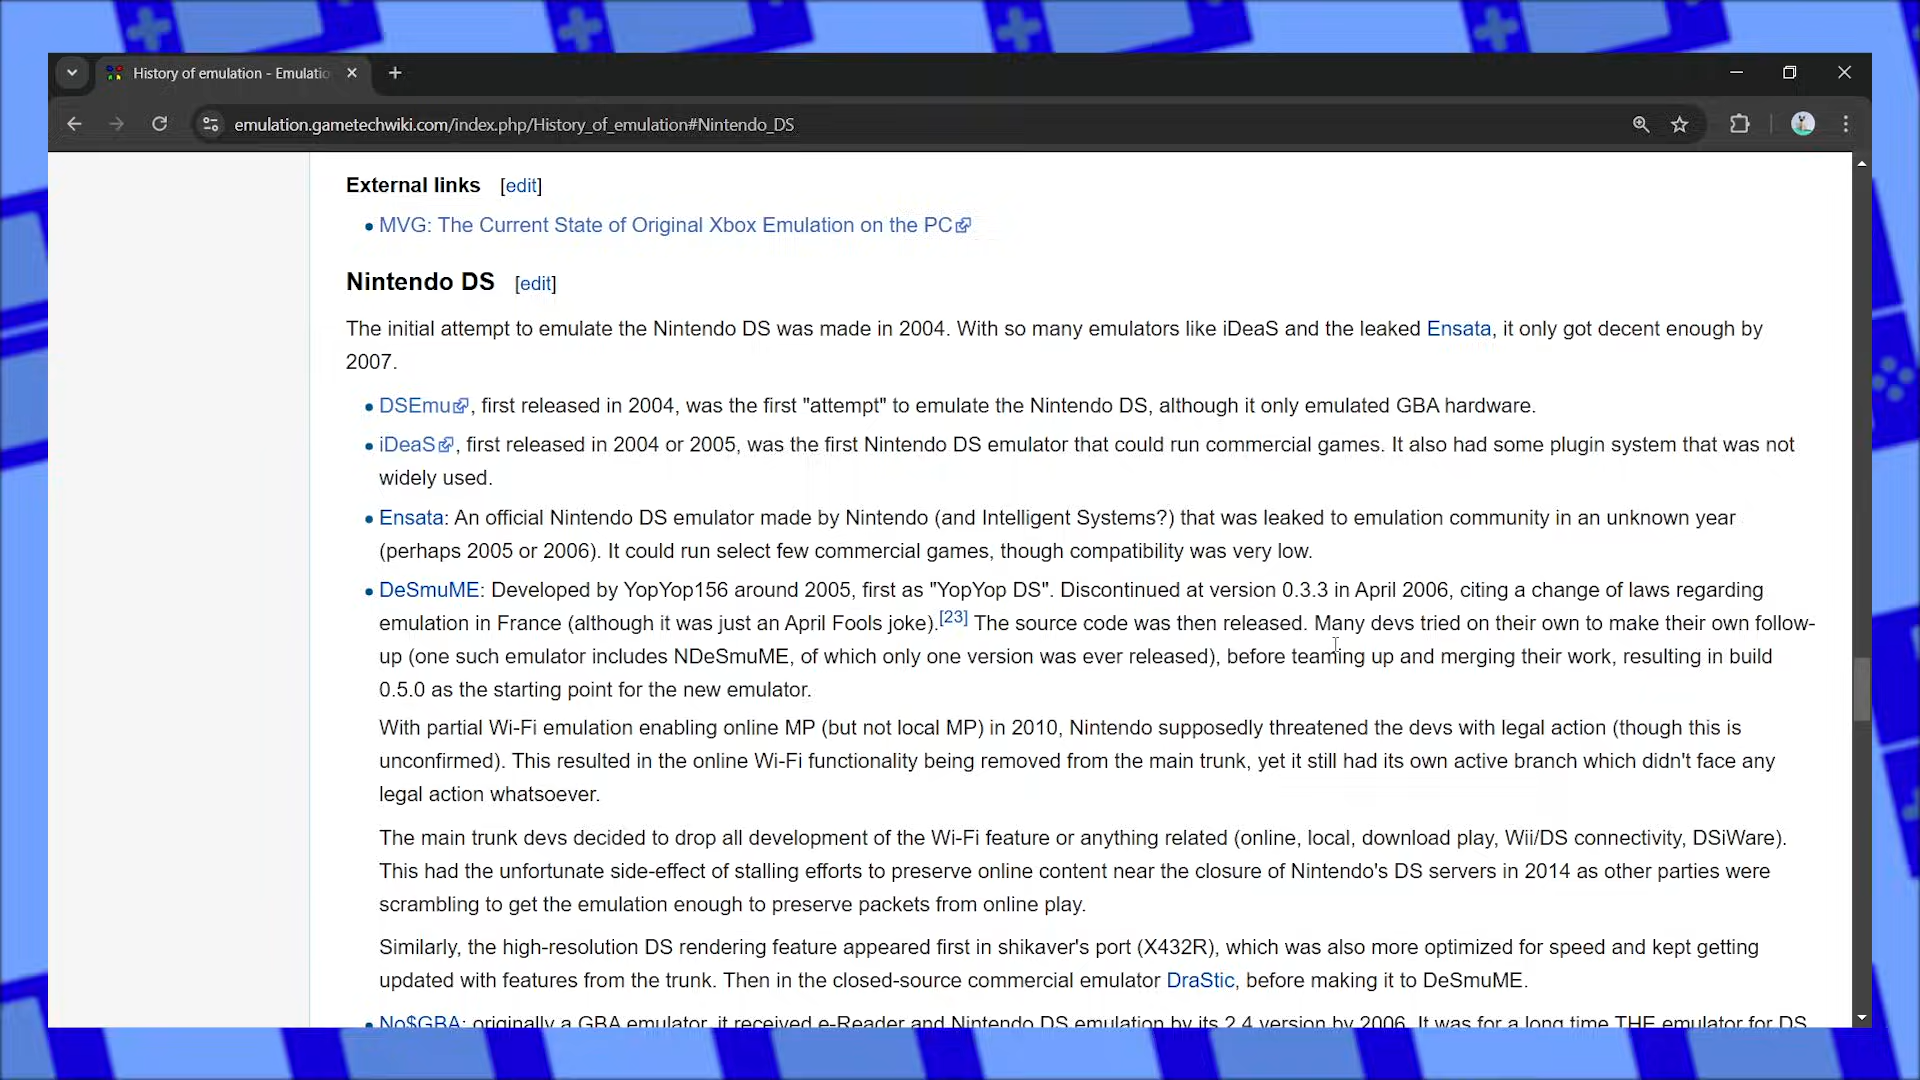 History of emulation - Emulatio
emulation.gametechwiki.com/index.php/History_of_emulation#Nintendo_DS
External links [edit]
• MVG: The Current State of Original Xbox Emulation on the PC
Nintendo DS [edit]
The initial attempt to emulate the Nintendo DS was made in 2004. With so many emulators like iDeaS and the leaked Ensata, it only got decent enough by
2007.
• DSEmu, first released in 2004, was the first "attempt" to emulate the Nintendo DS, although it only emulated GBA hardware.
• iDeaS, first released in 2004 or 2005, was the first Nintendo DS emulator that could run commercial games. It also had some plugin system that was not
widely used.
• Ensata: An official Nintendo DS emulator made by Nintendo (and Intelligent Systems?) that was leaked to emulation community in an unknown year
(perhaps 2005 or 2006). It could run select few commercial games, though compatibility was very low.
• DeSmuME: Developed by YopYop156 around 2005, first as "YopYop DS". Discontinued at version 0.3.3 in April 2006, citing a change of laws regarding
emulation in France (although it was just an April Fools joke).[23] The source code was then released. Many devs tried on their own to make their own follow-
up (one such emulator includes NDeSmuME, of which only one version was ever released), before teaming up and merging their work, resulting in build
0.5.0 as the starting point for the new emulator.
With partial Wi-Fi emulation enabling online MP (but not local MP) in 2010, Nintendo supposedly threatened the devs with legal action (though this is
unconfirmed). This resulted in the online Wi-Fi functionality being removed from the main trunk, yet it still had its own active branch which didn't face any
legal action whatsoever.
The main trunk devs decided to drop all development of the Wi-Fi feature or anything related (online, local, download play, Wii/DS connectivity, DSiWare).
This had the unfortunate side-effect of stalling efforts to preserve online content near the closure of Nintendo's DS servers in 2014 as other parties were
scrambling to get the emulation enough to preserve packets from online play.
Similarly, the high-resolution DS rendering feature appeared first in shikaver's port (X432R), which was also more optimized for speed and kept getting
updated with features from the trunk. Then in the closed-source commercial emulator DraStic, before making it to DeSmuME.
• No$GBA: originally a GBA emulator, it received e-Reader and Nintendo DS emulation by its 2.4 version by 2006. It was for a long time THE emulator for DS